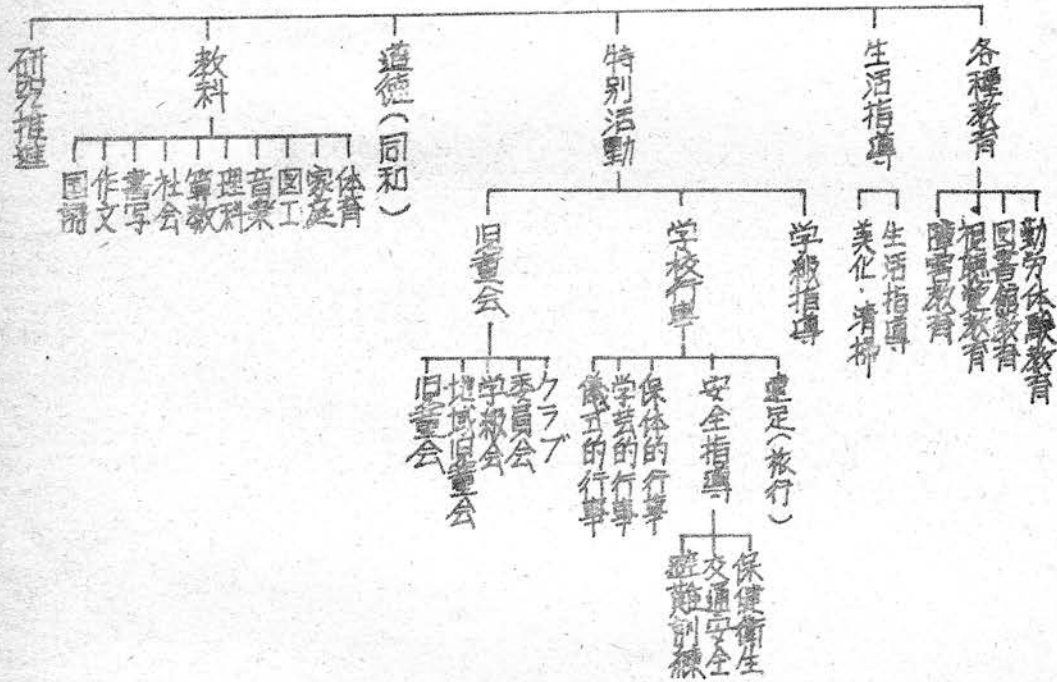 研究推進
教科
道徳(同和)
特別活動
生活指導
各種教育
国語
作文
書写
社会
算数
理科
音楽
図工
家庭
体育
旧童会
学校行事
学級指導
美化・清掃
生活指導
障害教育
視聴覚教育
図書館教育
勤労体験教育
旧童会
地域旧童会
学級会
委員会
クラブ
儀式的行事
学芸的行事
保体的行事
安全指導
遠足(旅行)
避難訓練
交通安全
保健衛生